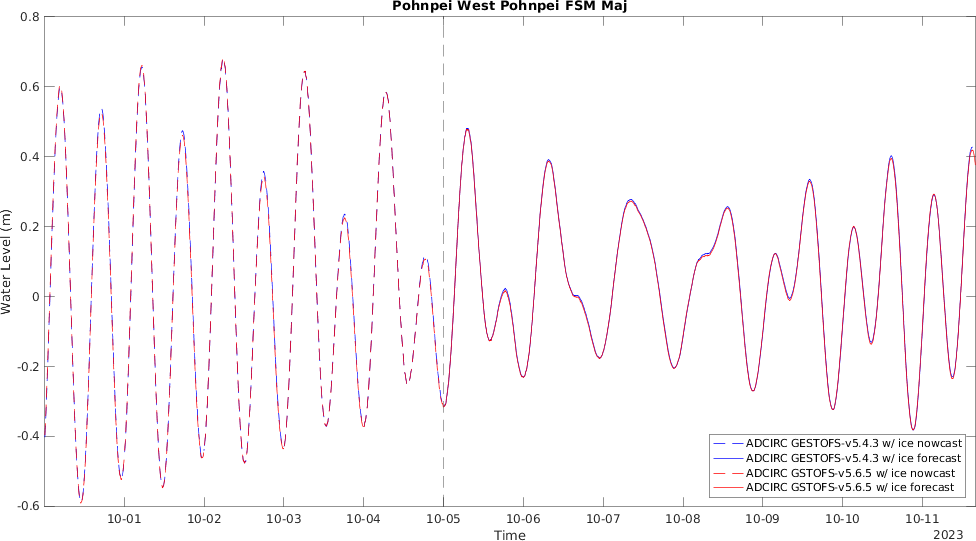 Pohnpei West Pohnpei FSM Maj
Water Level (m)
0.8
0.6
0.4
0.2
0
-0.2
-0.4
-0.6
ADCIRC GESTOFS-v5.4.3 w/ ice nowcast
ADCIRC GESTOFS-v5.4.3 w/ ice forecast
ADCIRC GSTOFS-v5.6.5 w/ ice nowcast
ADCIRC GSTOFS-v5.6.5 w/ ice forecast
10-01 10-02 10-03 10-04 10-05 10-06 10-07 10-08 10-09 10-10 10-11
Time
2023